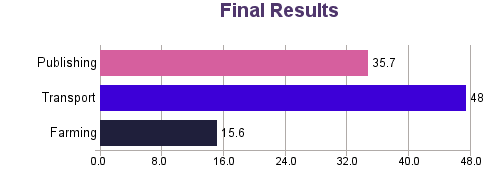 Final Results
Publishing 35.7
Transport 48
Farming 15.6
0.0 8.0 16.0 24.0 32.0 40.0 48.0